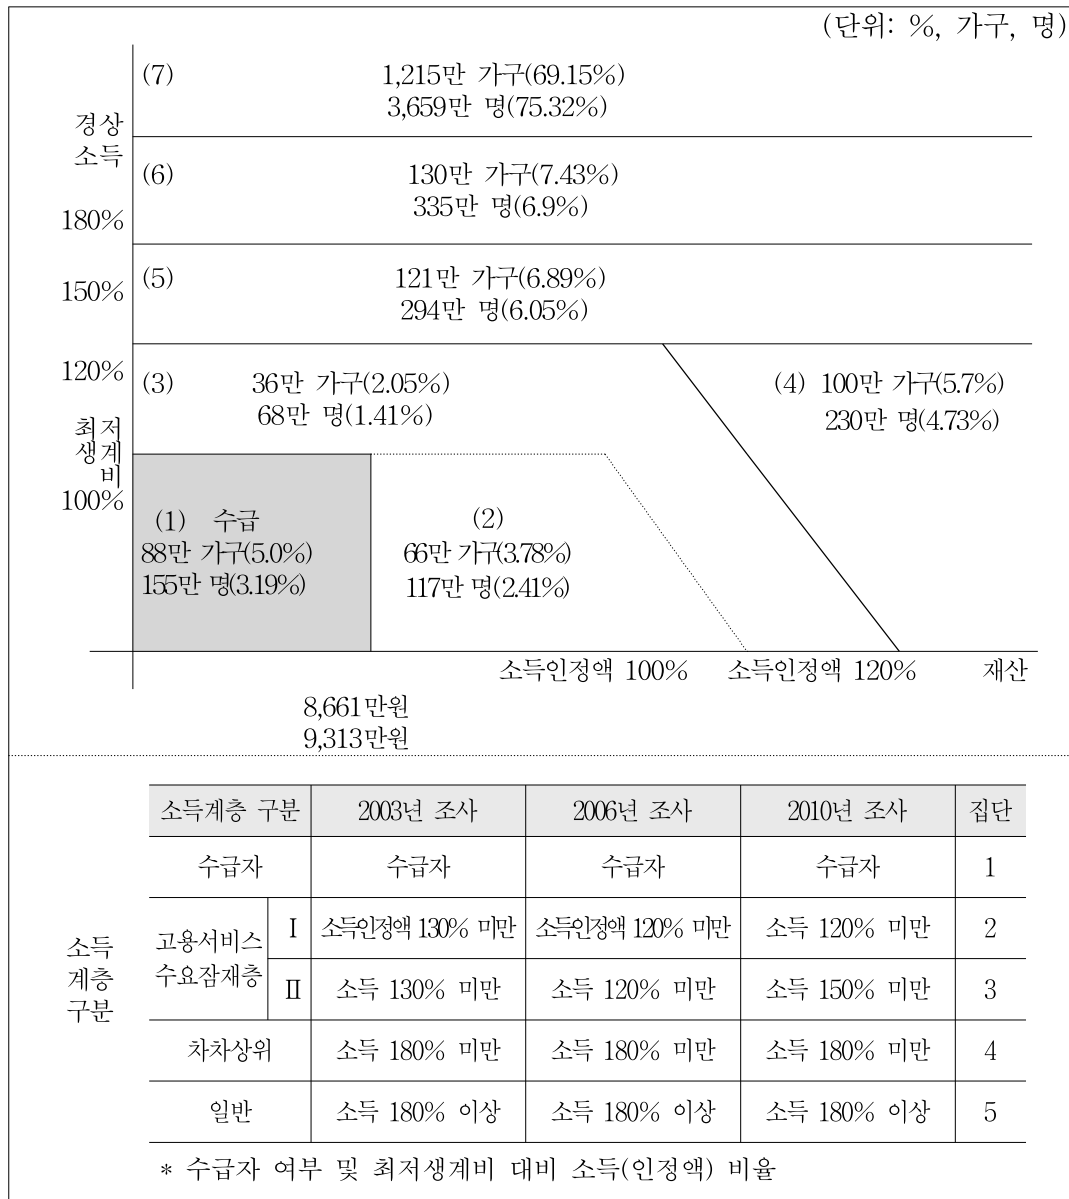 (단위: %, 가구, 명)
(7) 1,215만 가구(69.15%)
3,659만 명(75.32%)
경상
소득
(6) 130만 가구(7.43%)
335만 명(6.9%)
180%
(5) 121만 가구(6.89%)
294만 명(6.05%)
150%
120%
(3) 36만 가구(2.05%)
68만 명(1.41%)
(4) 100만 가구(5.7%)
230만 명(4.73%)
최저
생계
비
100%
(1) 수급
88만 가구(5.0%)
155만 명(3.19%)
(2)
66만 가구(3.78%)
117만 명(2.41%)
소득인정액 100% 소득인정액 120% 재산
8,661만원
9,313만원
소득
계층
구분
소득계층 구분 2003년 조사 2006년 조사 2010년 조사 집단
수급자 수급자 수급자 수급자 1
고용서비스
수요잠재층
Ⅰ 소득인정액 130% 미만 소득인정액 120% 미만 소득 120% 미만 2
Ⅱ 소득 130% 미만 소득 120% 미만 소득 150% 미만 3
차차상위 소득 180% 미만 소득 180% 미만 소득 180% 미만 4
일반 소득 180% 이상 소득 180% 이상 소득 180% 이상 5
* 수급자 여부 및 최저생계비 대비 소득(인정액) 비율